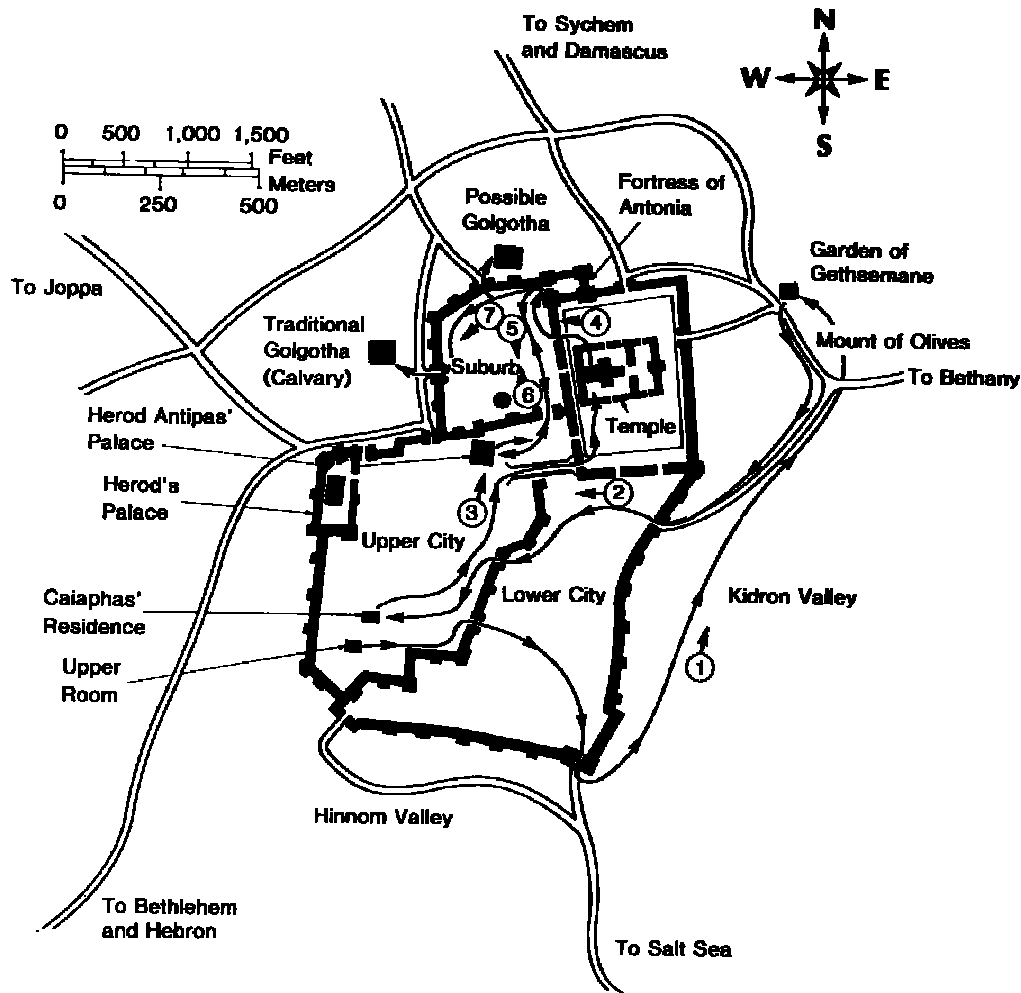 To Sychem
and Damascus
N
W E
S
0 500 1,000 1,500
Feet
Meters
0 250 500
Possible
Golgotha
Fortress of
Antonia
Garden of
Gethsemane
To Joppa
Traditional
Golgotha
(Calvary)
7
5
4
Mount of Olives
Suburb
To Bethany
6
Herod Antipas'
Palace
Temple
Herod's
Palace
2
3
Upper City
Caiaphas'
Residence
Lower City
Kidron Valley
Upper
Room
1
Hinnom Valley
To Bethlehem
and Hebron
To Salt Sea